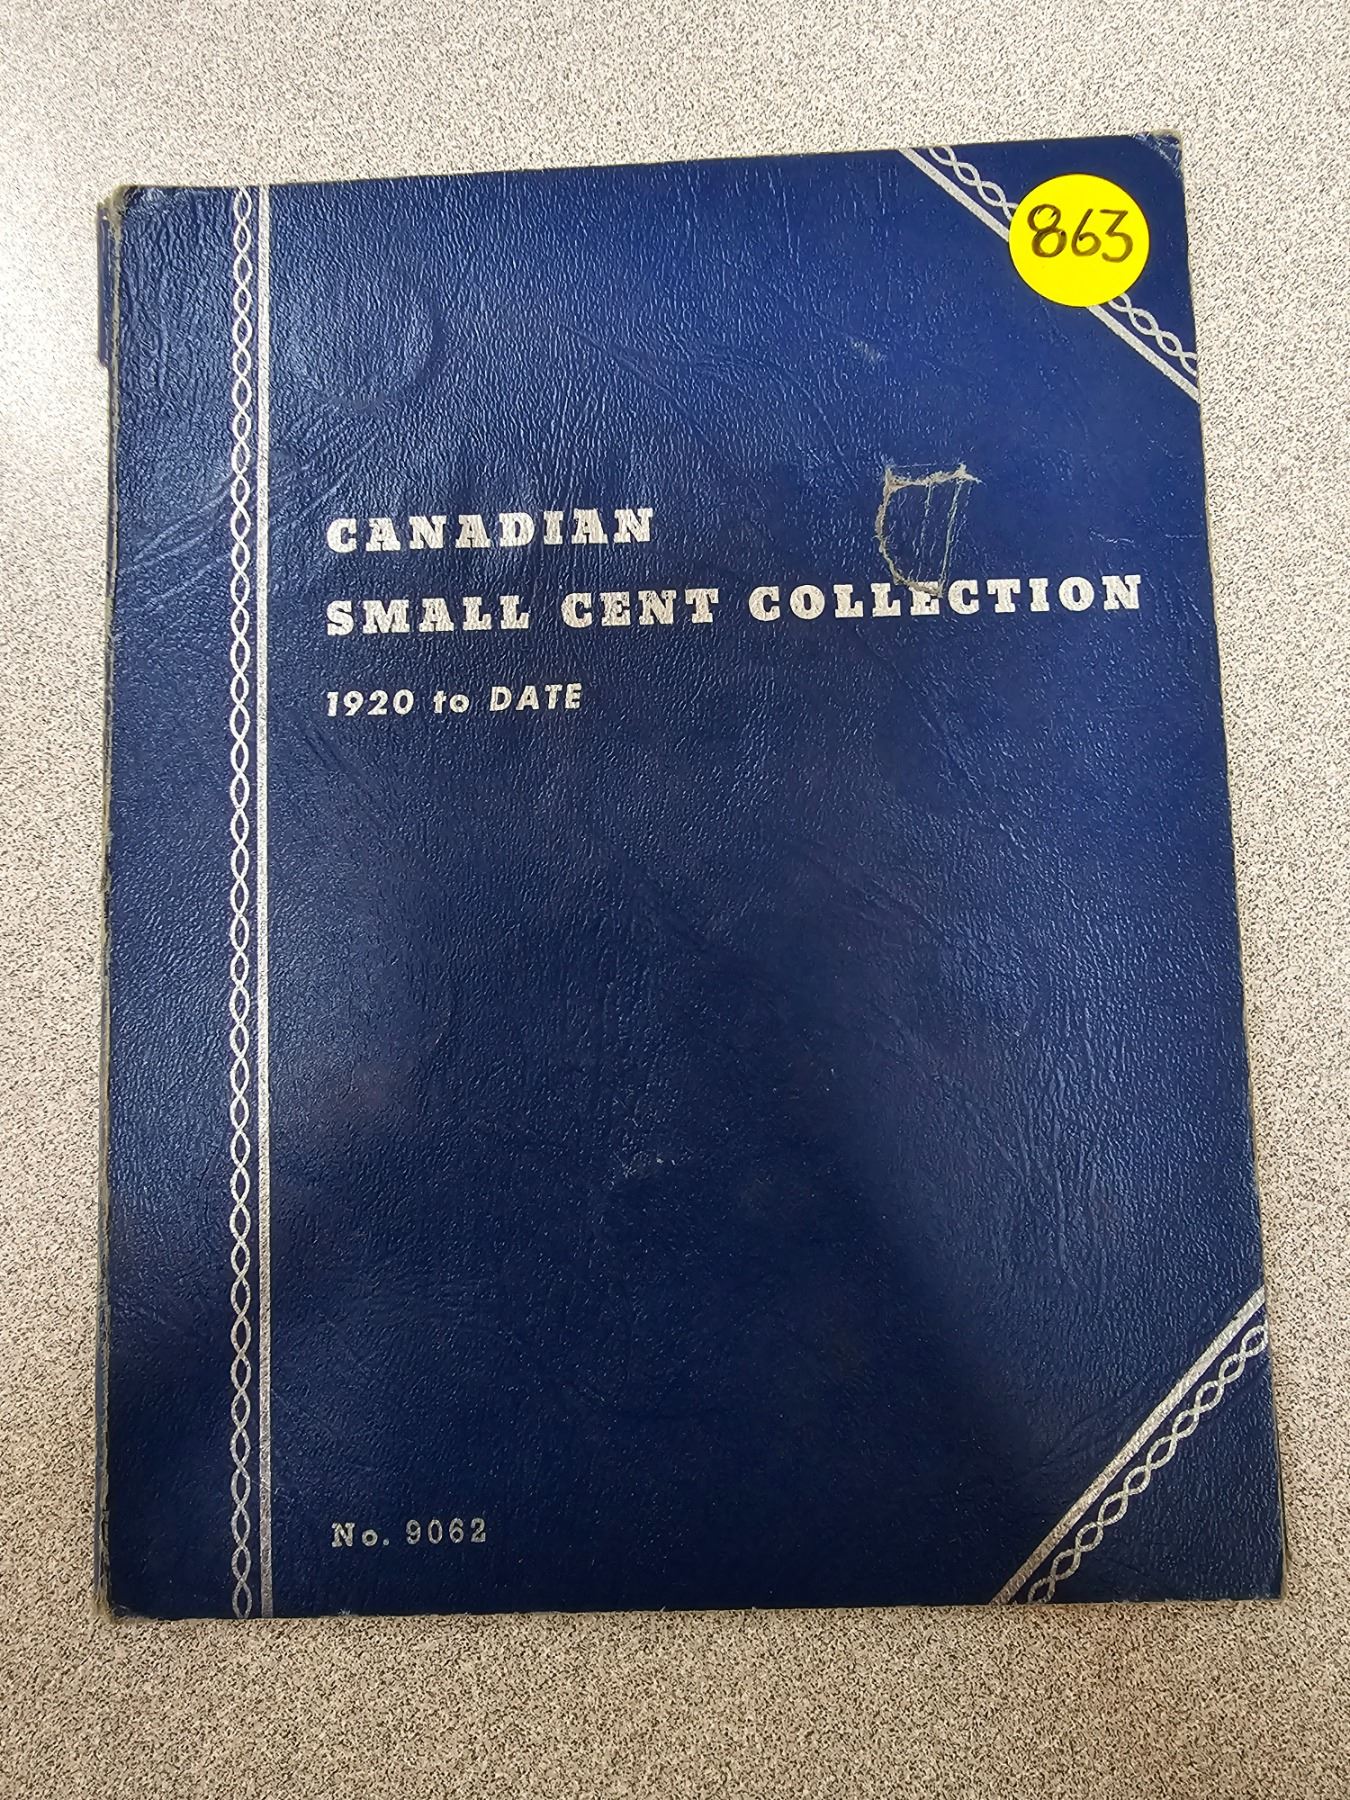 863
CANADIAN
SMALL CENT COLLECTION
1920 to DATE
No. 9062